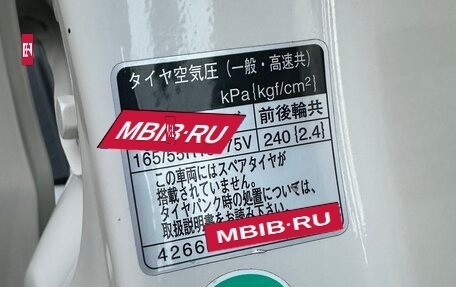 タイヤ空気圧 (一般・高速共)
kPa{kgf/cm²}
MBIB·RU 前後輪共
165/55 75V 240 {2.4}
この車両にはスペアタイヤが
搭載されていません。
タイヤパンク時の処置については、
取扱説明書をお読み下さい。
4266 MBIB·RU